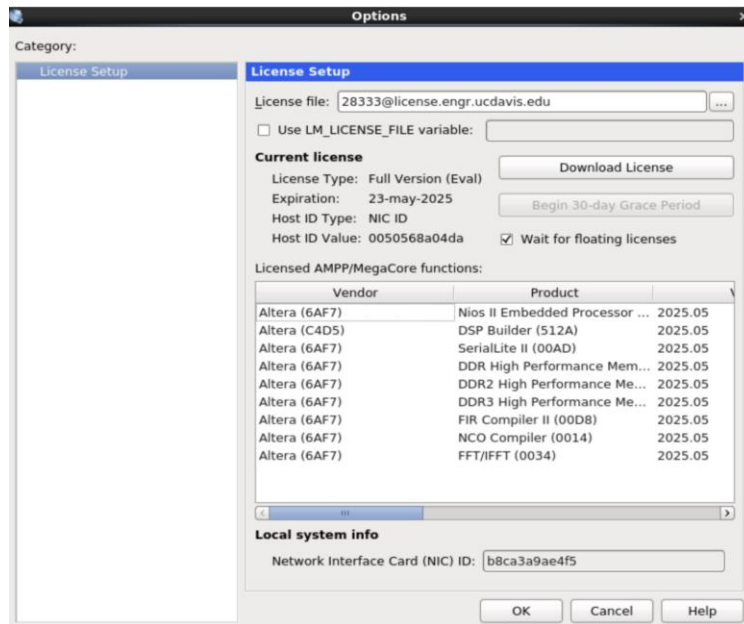 Options
Category:
License Setup
License Setup
License file: 28333@license.engr.ucdavis.edu ...
Use LM_LICENSE_FILE variable:
Current license
Download License
License Type: Full Version (Eval)
Expiration: 23-may-2025
Begin 30-day Grace Period
Host ID Type: NIC ID
Host ID Value: 0050568a04da Wait for floating licenses
Licensed AMPP/MegaCore functions:
Vendor Product
Altera (6AF7) Nios II Embedded Processor ... 2025.05
Altera (C4D5) DSP Builder (512A) 2025.05
Altera (6AF7) SerialLite II (00AD) 2025.05
Altera (6AF7) DDR High Performance Mem... 2025.05
Altera (6AF7) DDR2 High Performance Me... 2025.05
Altera (6AF7) DDR3 High Performance Me... 2025.05
Altera (6AF7) FIR Compiler II (00D8) 2025.05
Altera (6AF7) NCO Compiler (0014) 2025.05
Altera (6AF7) FFT/IFFT (0034) 2025.05
Local system info
Network Interface Card (NIC) ID: b8ca3a9ae4f5
OK Cancel Help